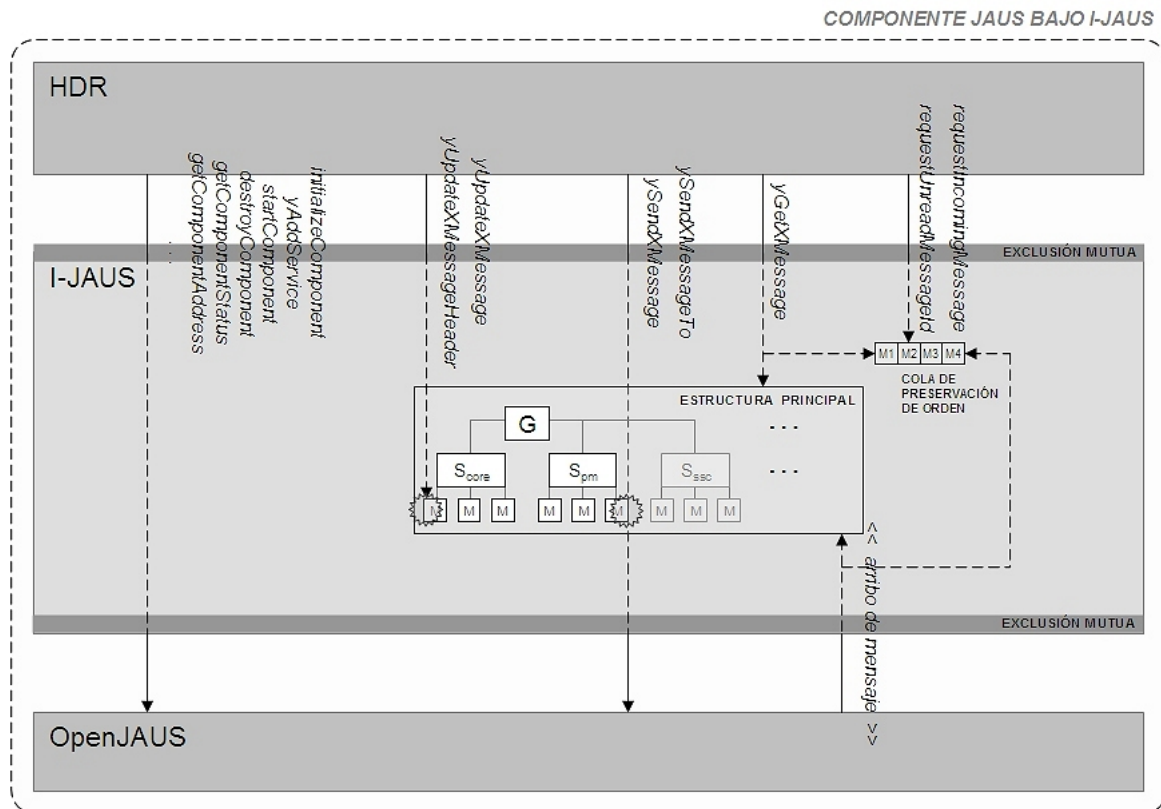 COMPONENTE JAUS BAJO I-JAUS
HDR
initializeComponent
yAddService
startComponent
destroyComponent
getComponentStatus
getComponentAddress
...
yUpdateXMessage
yUpdateXMessageHeader
ySendXMessageTo
ySendXMessage
yGetXMessage
requestIncomingMessage
requestUnreadMessageId
EXCLUSIÓN MUTUA
I-JAUS
M1 M2 M3 M4
COLA DE
PRESERVACIÓN
DE ORDEN
ESTRUCTURA PRINCIPAL
G
- - -
Score Spm Sssc - - -
M M M M M M M M M
<< arribo de mensaje >>
EXCLUSIÓN MUTUA
OpenJAUS